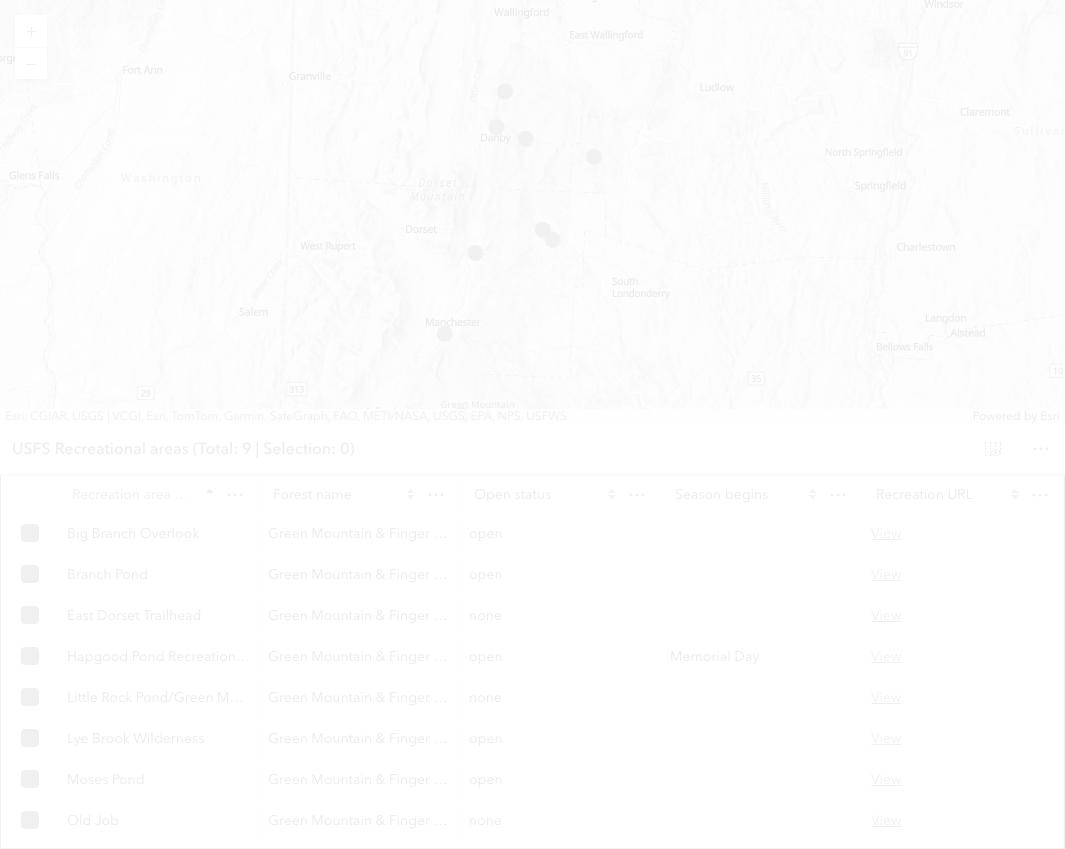 Wallingford
Windsor
East Wallingford
91
Fort Ann
Granville
Ludlow
Claremont
Danby
North Springfield
Glens Falls
Washington
Dorset
Mountain
Springfield
Dorset
West Rupert
Charlestown
South
Londonderry
Salem
Manchester
Langdon
Alstead
Bellows Falls
29
313
35
10
Green Mountain
Esri, CGIAR, USGS | VCGI, Esri, TomTom, Garmin, SafeGraph, FAO, METI/NASA, USGS, EPA, NPS, USFWS
Powered by Esri
USFS Recreational areas (Total: 9 | Selection: 0)
Recreation area ... Forest name Open status Season begins Recreation URL
Big Branch Overlook Green Mountain & Finger ... open View
Branch Pond Green Mountain & Finger ... open View
East Dorset Trailhead Green Mountain & Finger ... none View
Hapgood Pond Recreation... Green Mountain & Finger ... open Memorial Day View
Little Rock Pond/Green M... Green Mountain & Finger ... none View
Lye Brook Wilderness Green Mountain & Finger ... open View
Moses Pond Green Mountain & Finger ... open View
Old Job Green Mountain & Finger ... none View